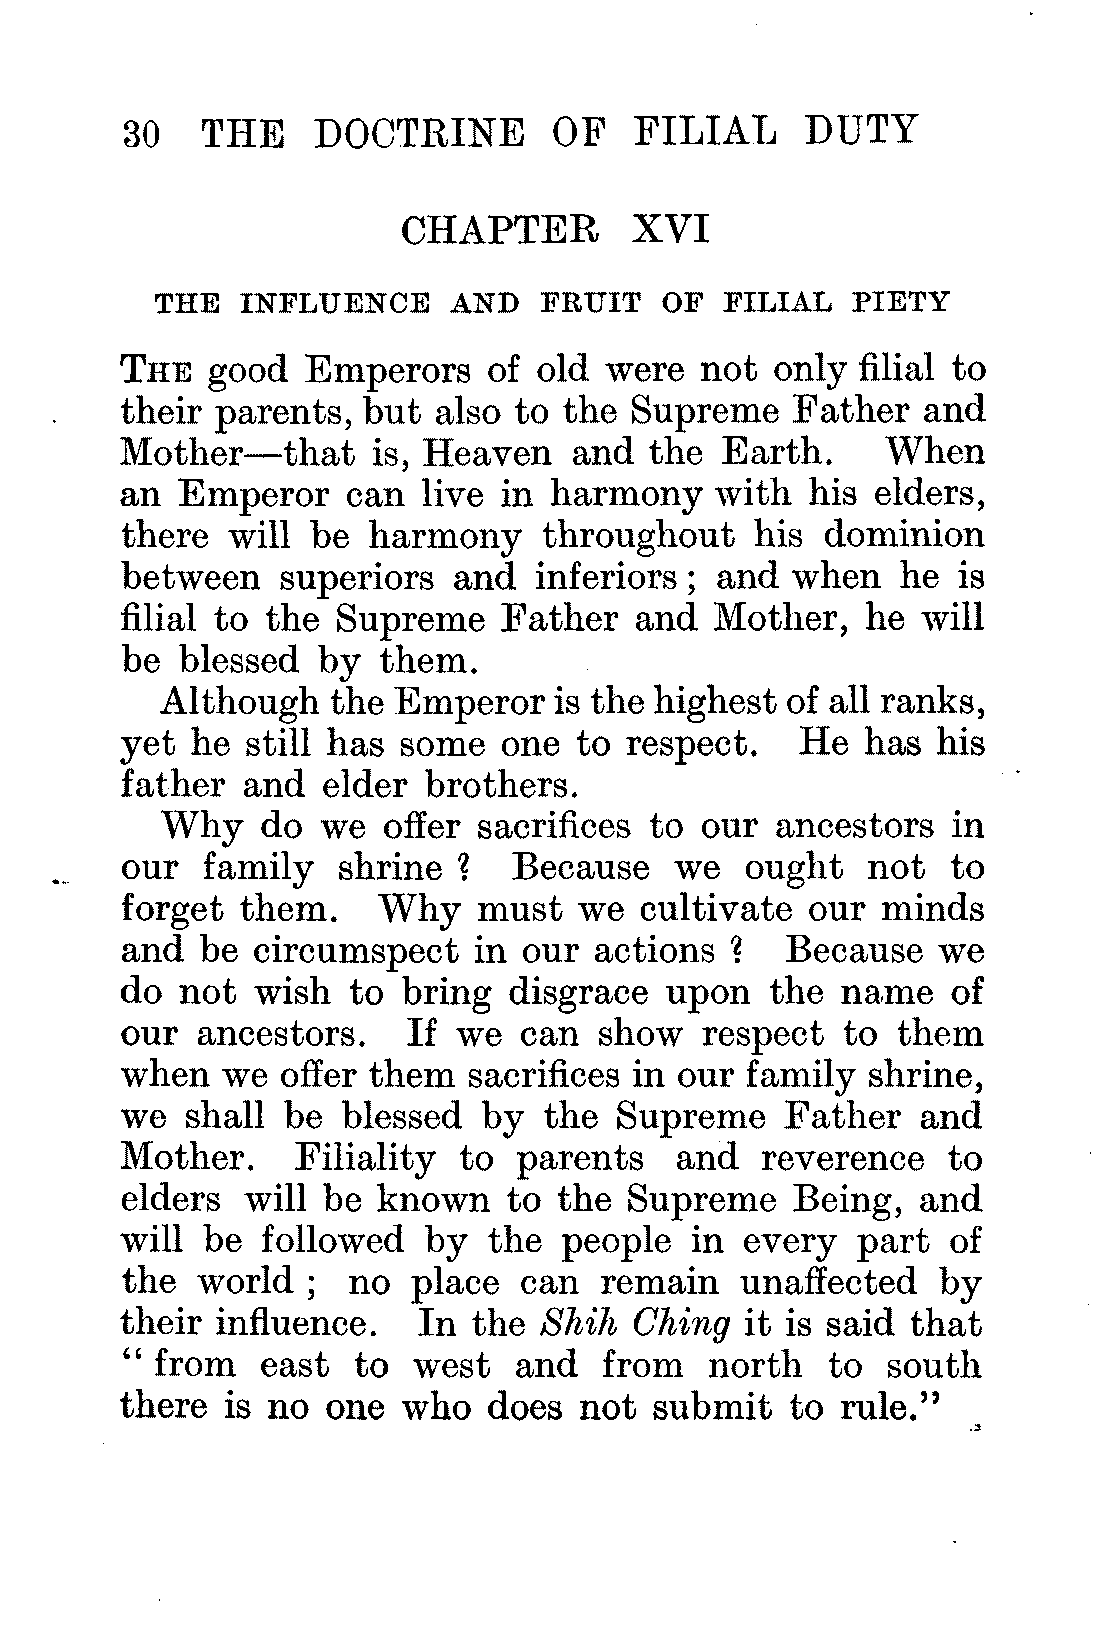 30 THE DOCTRINE OF FILIAL DUTY
CHAPTER XVI
THE INFLUENCE AND FRUIT OF FILIAL PIETY
THE good Emperors of old were not only filial to
their parents, but also to the Supreme Father and
Mother—that is, Heaven and the Earth. When
an Emperor can live in harmony with his elders,
there will be harmony throughout his dominion
between superiors and inferiors ; and when he is
filial to the Supreme Father and Mother, he will
be blessed by them.
Although the Emperor is the highest of all ranks,
yet he still has some one to respect. He has his
father and elder brothers.
Why do we offer sacrifices to our ancestors in
our family shrine ? Because we ought not to
forget them. Why must we cultivate our minds
and be circumspect in our actions ? Because we
do not wish to bring disgrace upon the name of
our ancestors. If we can show respect to them
when we offer them sacrifices in our family shrine,
we shall be blessed by the Supreme Father and
Mother. Filiality to parents and reverence to
elders will be known to the Supreme Being, and
will be followed by the people in every part of
the world ; no place can remain unaffected by
their influence. In the Shih Ching it is said that
“ from east to west and from north to south
there is no one who does not submit to rule.”